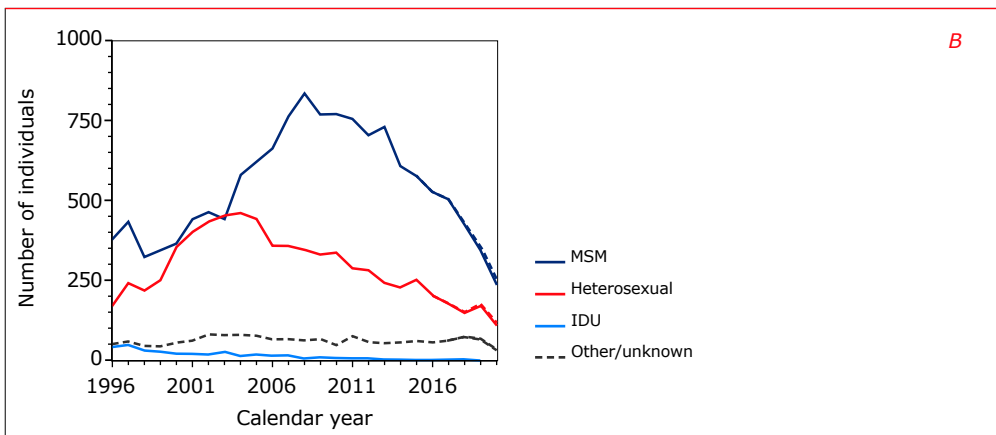 B
1000
750
500
250
0
Number of individuals
1996 2001 2006 2011 2016
Calendar year
MSM
Heterosexual
IDU
Other/unknown